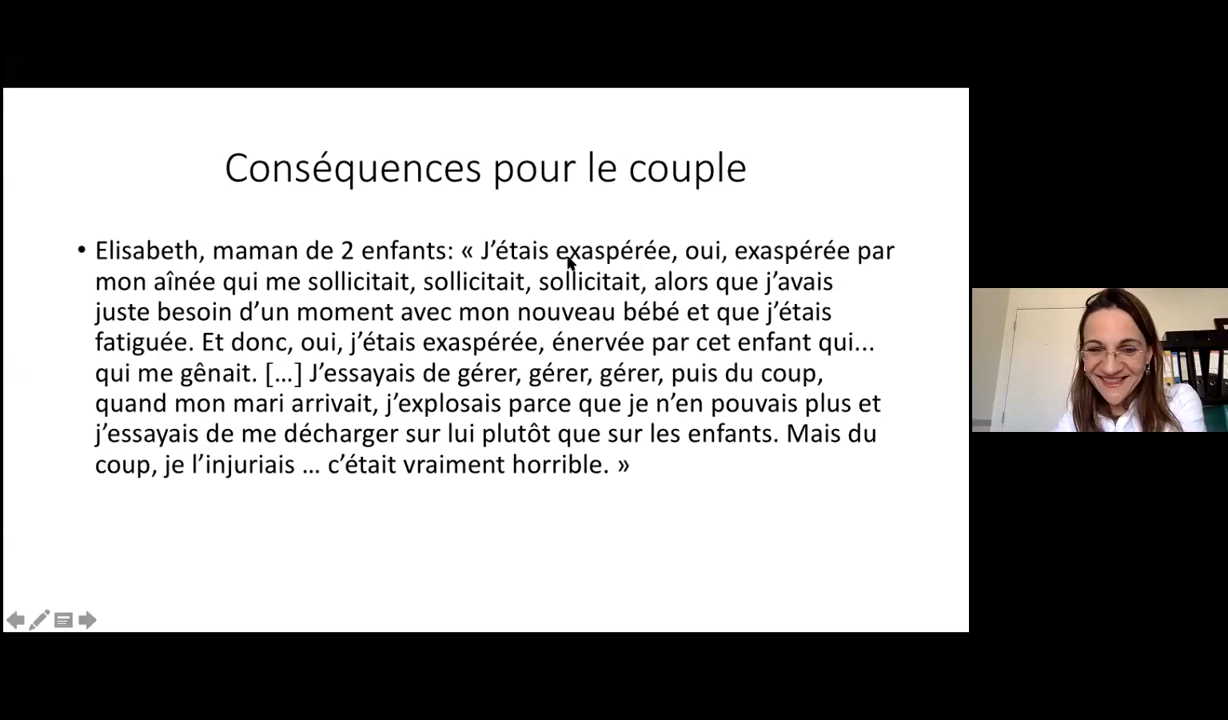 Conséquences pour le couple
• Elisabeth, maman de 2 enfants: « J’étais exaspérée, oui, exaspérée par
mon aînée qui me sollicitait, sollicitait, sollicitait, alors que j’avais
juste besoin d’un moment avec mon nouveau bébé et que j’étais
fatiguée. Et donc, oui, j’étais exaspérée, énervée par cet enfant qui...
qui me gênait. [...] J’essayais de gérer, gérer, gérer, puis du coup,
quand mon mari arrivait, j’explosais parce que je n’en pouvais plus et
j’essayais de me décharger sur lui plutôt que sur les enfants. Mais du
coup, je l’injuriais ... c’était vraiment horrible. »